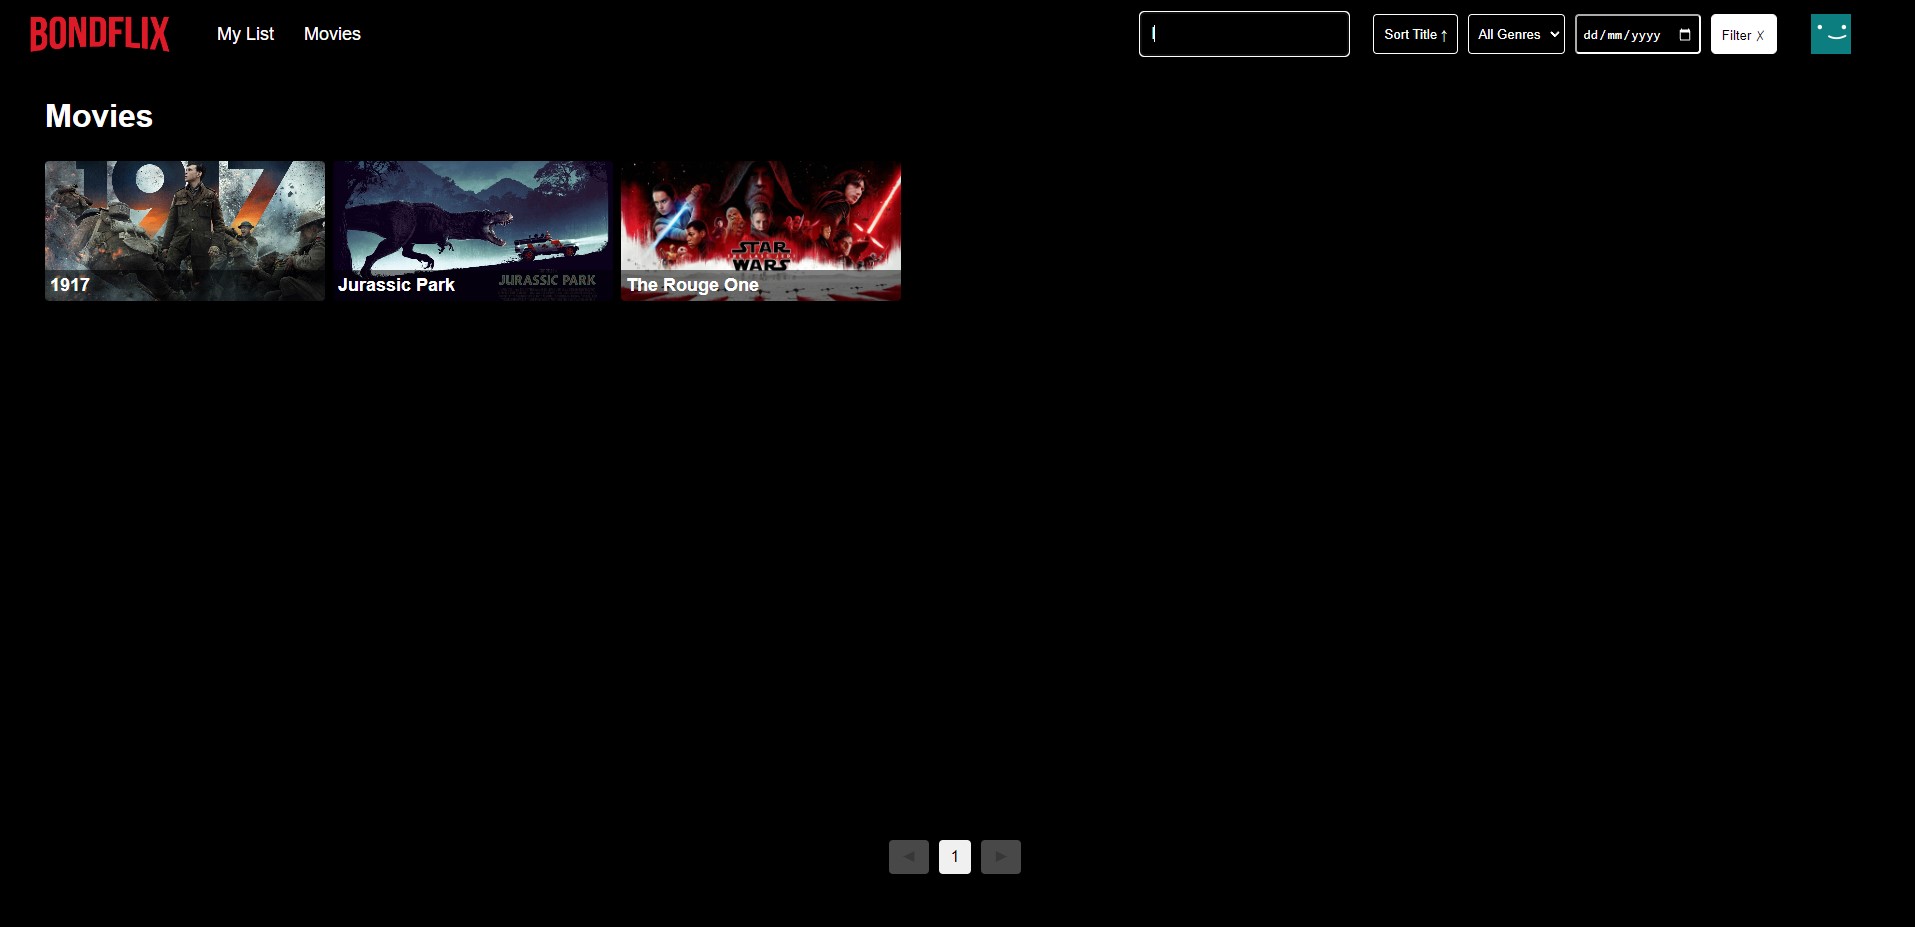 BONDFLIX
My List
Movies
Sort Title ↑
All Genres
dd/mm/yyyy
Filter X
Movies
1917
1917
JURASSIC PARK
Jurassic Park
STAR
WARS
The Rouge One
◀ 1 ▶